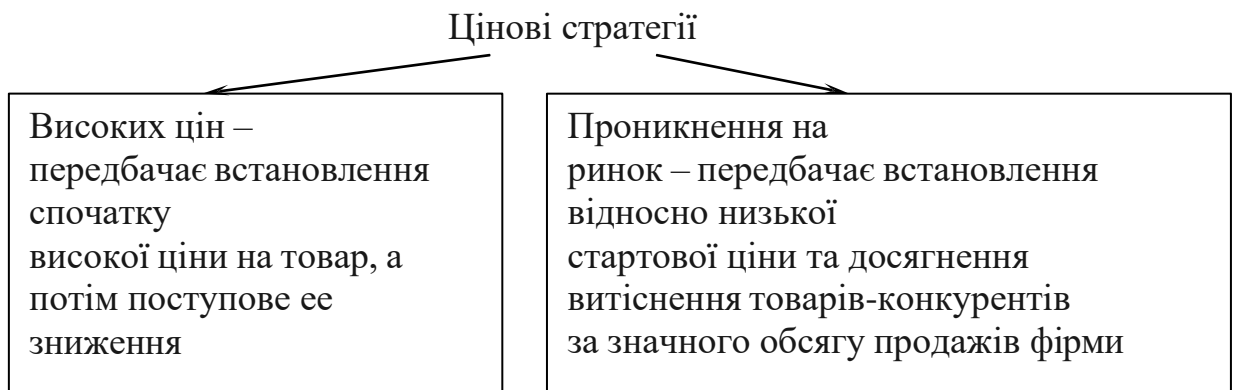 Цінові стратегії
Високих цін –
передбачає встановлення
спочатку
високої ціни на товар, а
потім поступове ее
зниження
Проникнення на
ринок – передбачає встановлення
відносно низької
стартової ціни та досягнення
витіснення товарів-конкурентів
за значного обсягу продажів фірми